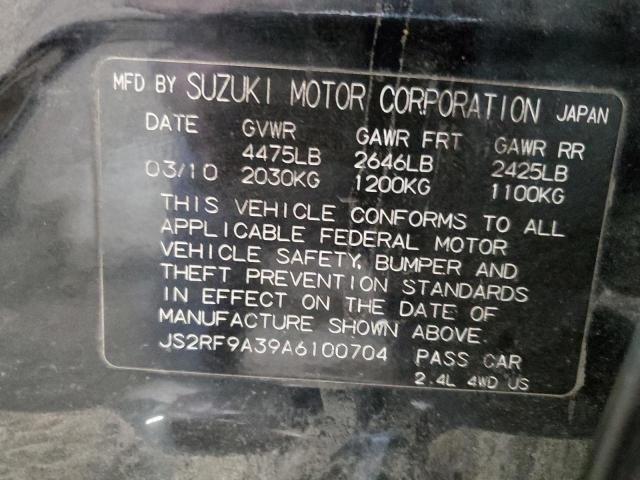 MFD BY SUZUKI MOTOR CORPORATION JAPAN
DATE GVWR GAWR FRT GAWR RR
4475LB 2646LB 2425LB
03/10 2030KG 1200KG 1100KG
THIS VEHICLE CONFORMS TO ALL
APPLICABLE FEDERAL MOTOR
VEHICLE SAFETY, BUMPER AND
THEFT PREVENTION STANDARDS
IN EFFECT ON THE DATE OF
MANUFACTURE SHOWN ABOVE.
JS2RF9A39A6100704 PASS CAR
2.4L 4WD US